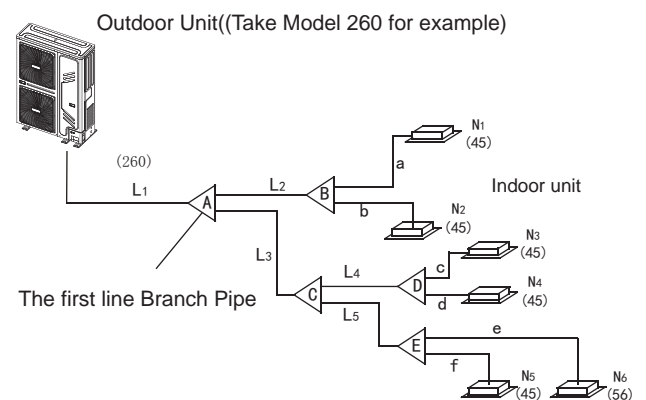 Outdoor Unit((Take Model 260 for example)
(260)
L1
A
L2
B
a
N1
(45)
b
N2
(45)
Indoor unit
L3
The first line Branch Pipe
C
L4
D
c
N3
(45)
d
N4
(45)
L5
E
e
f
N5
(45)
N6
(56)